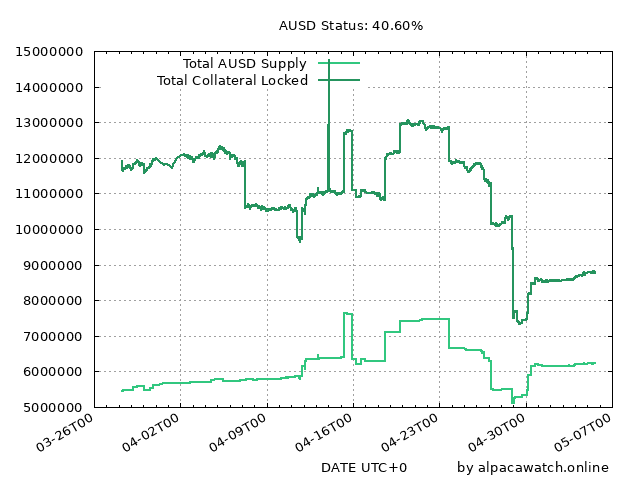 AUSD Status: 40.60%
15000000
Total AUSD Supply
14000000
Total Collateral Locked
13000000
12000000
11000000
10000000
9000000
8000000
7000000
6000000
5000000
03-26T00
04-02T00
04-09T00
04-16T00
04-23T00
04-30T00
05-07T00
DATE UTC+0
by alpacawatch.online